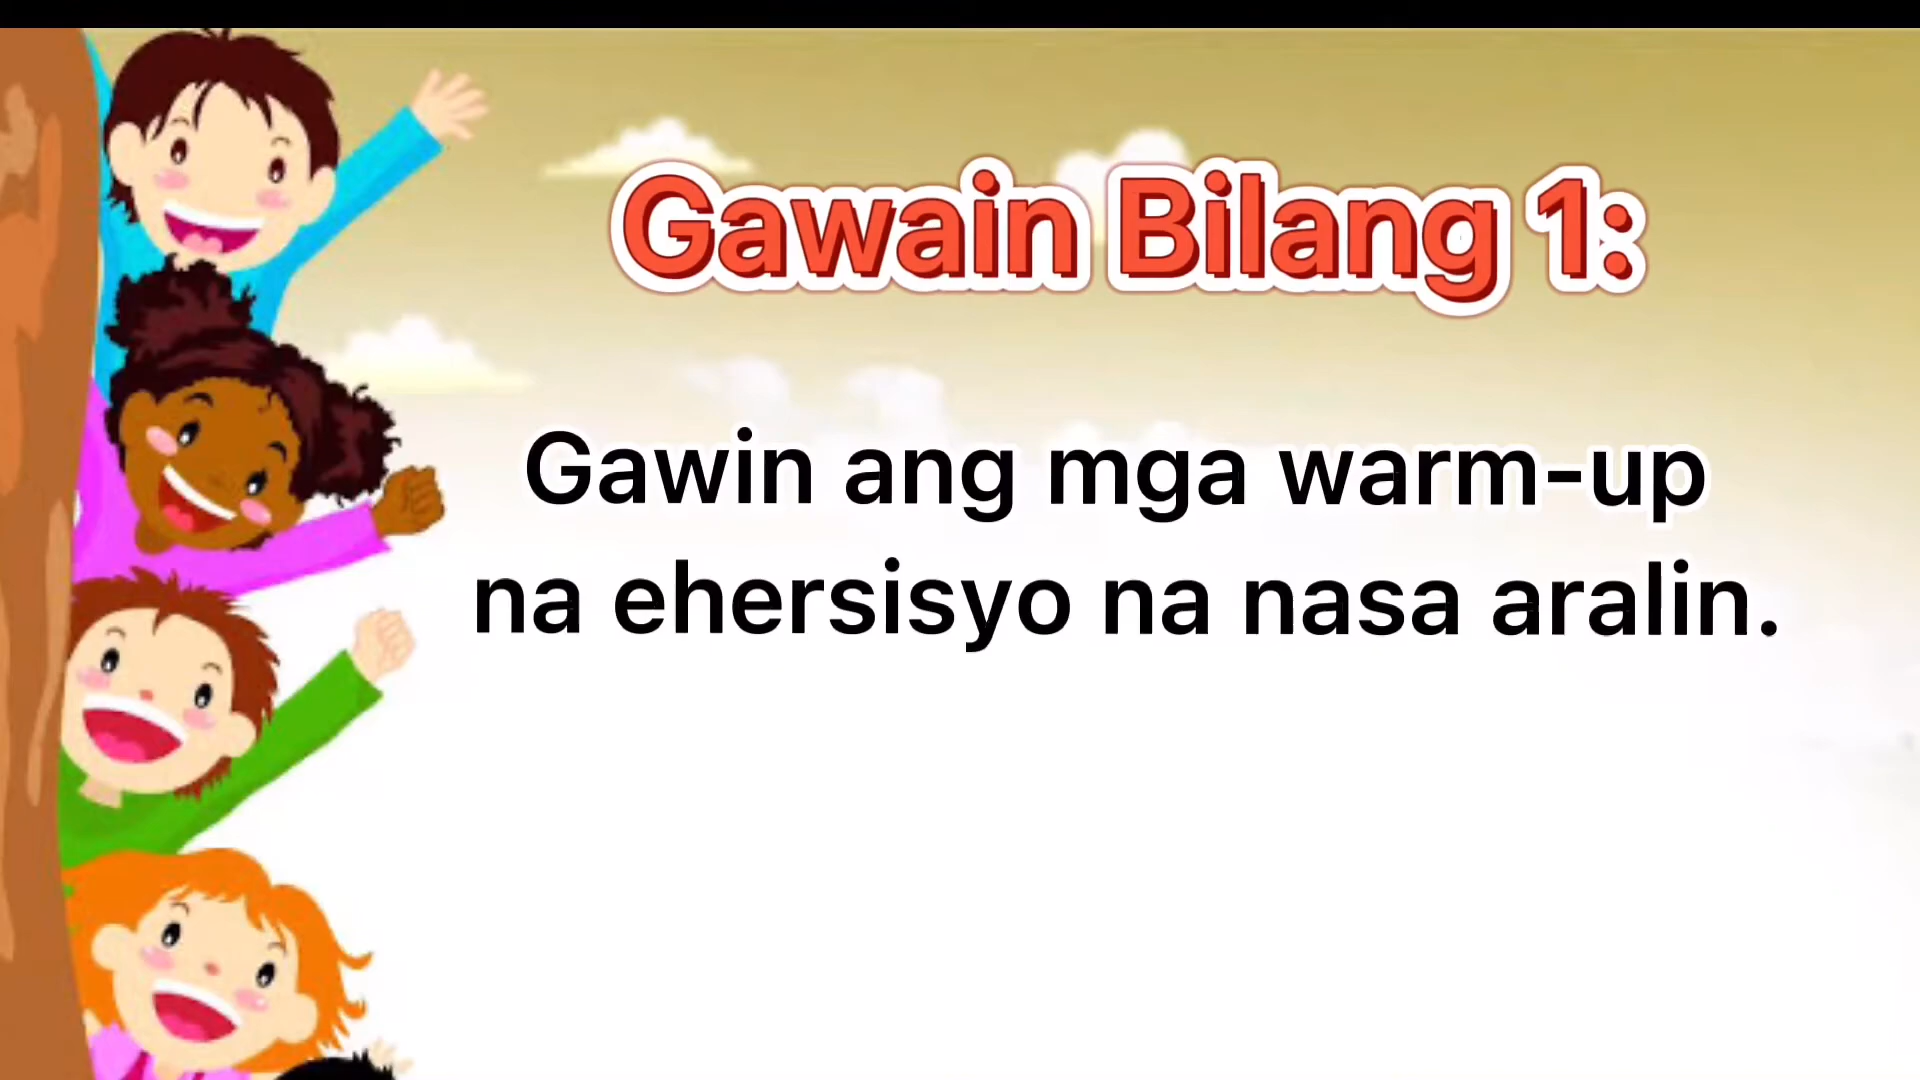 Gawain Bilang 1:
Gawin ang mga warm-up
na ehersisyo na nasa aralin.